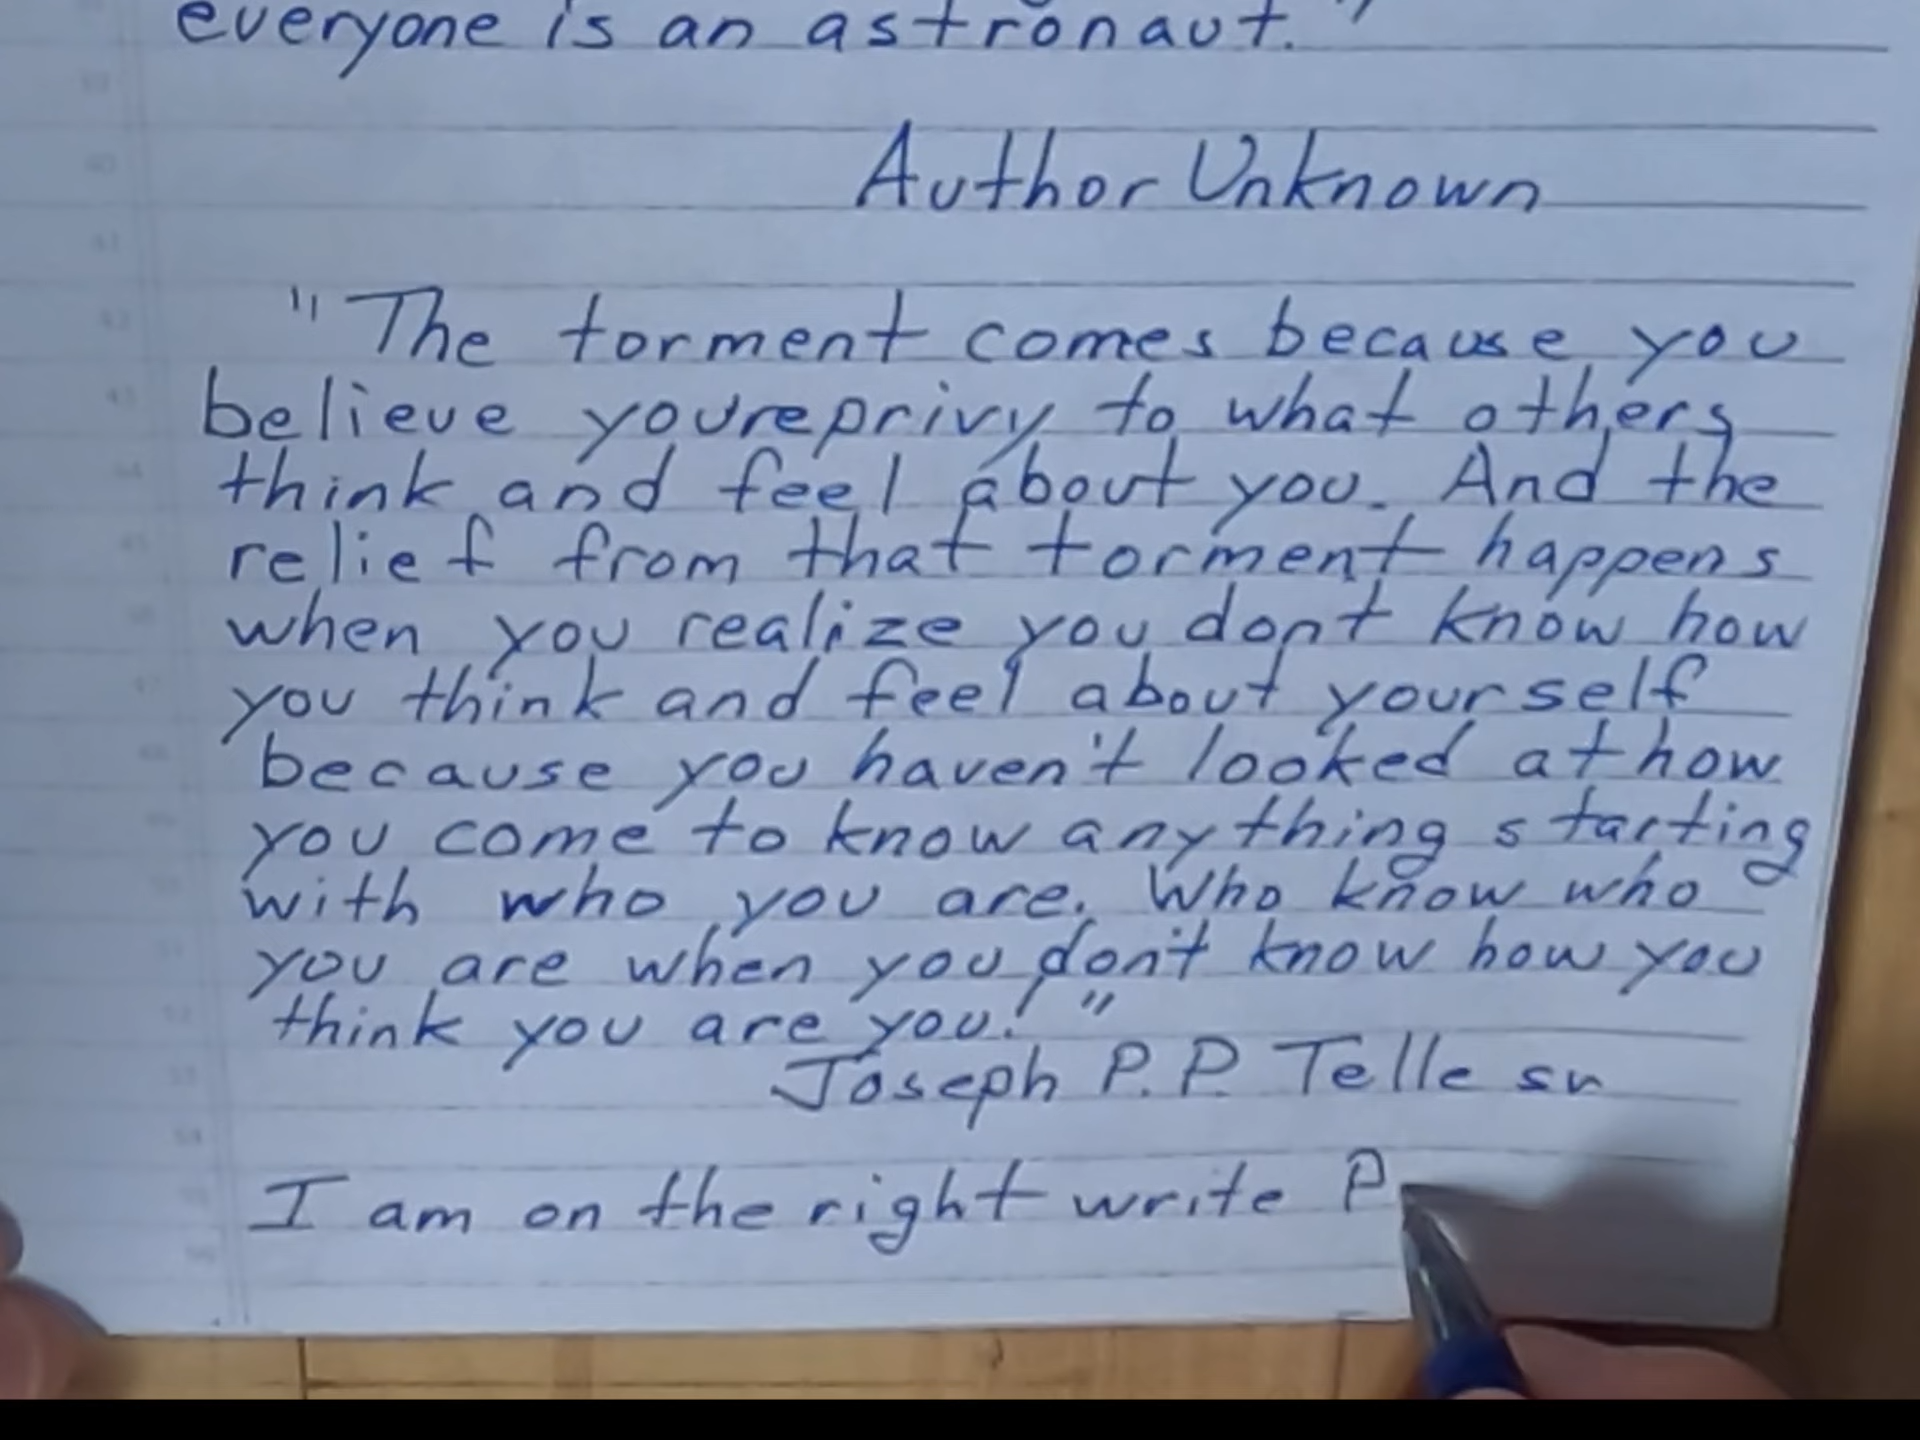 everyone is an astronaut."
Author Unknown
"The torment comes because you
believe youreprivy to what others
think and feel about you. And the
relief from that torment happens
when you realize you dont know how
you think and feel about yourself
because you haven't looked at how
you come to know anything starting
with who you are. Who know who
you are when you don't know how you
think you are you!"
Joseph P.P. Telle sr
I am on the right write P